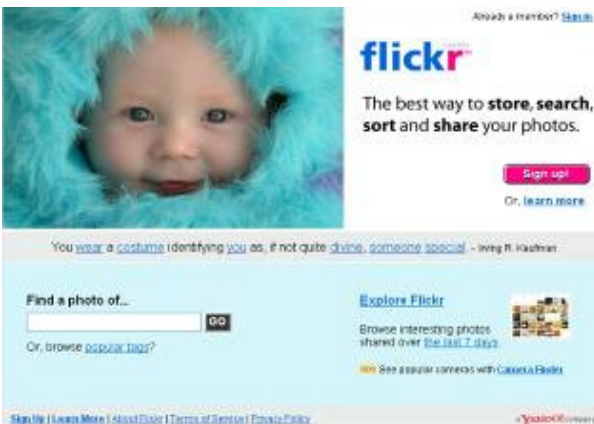 Already a member? Sign in
flickr
The best way to store, search,
sort and share your photos.
Sign up!
Or, learn more
You wear a costume identifying you as, if not quite divine, someone special. - Irving R. Kaufman
Find a photo of...
GO
Or, browse popular tags?
Explore Flickr
Browse interesting photos
shared over the last 7 days
See popular cameras with Camera Finder
Sign Up | Learn More | About Flickr | Terms of Service | Privacy Policy
a Yahoo! company